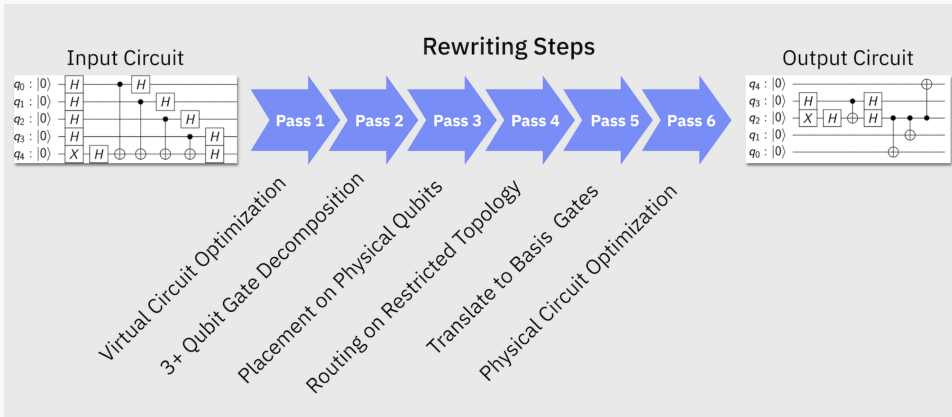 Rewriting Steps
Input Circuit
Output Circuit
q₀ : |0⟩ H H
q₁ : |0⟩ H H
q₂ : |0⟩ H H
q₃ : |0⟩ H H
q₄ : |0⟩ X H H
Pass 1
Pass 2
Pass 3
Pass 4
Pass 5
Pass 6
q₄ : |0⟩
q₃ : |0⟩ H H
q₂ : |0⟩ X H H
q₁ : |0⟩
q₀ : |0⟩
Virtual Circuit Optimization
3+ Qubit Gate Decomposition
Placement on Physical Qubits
Routing on Restricted Topology
Translate to Basis Gates
Physical Circuit Optimization